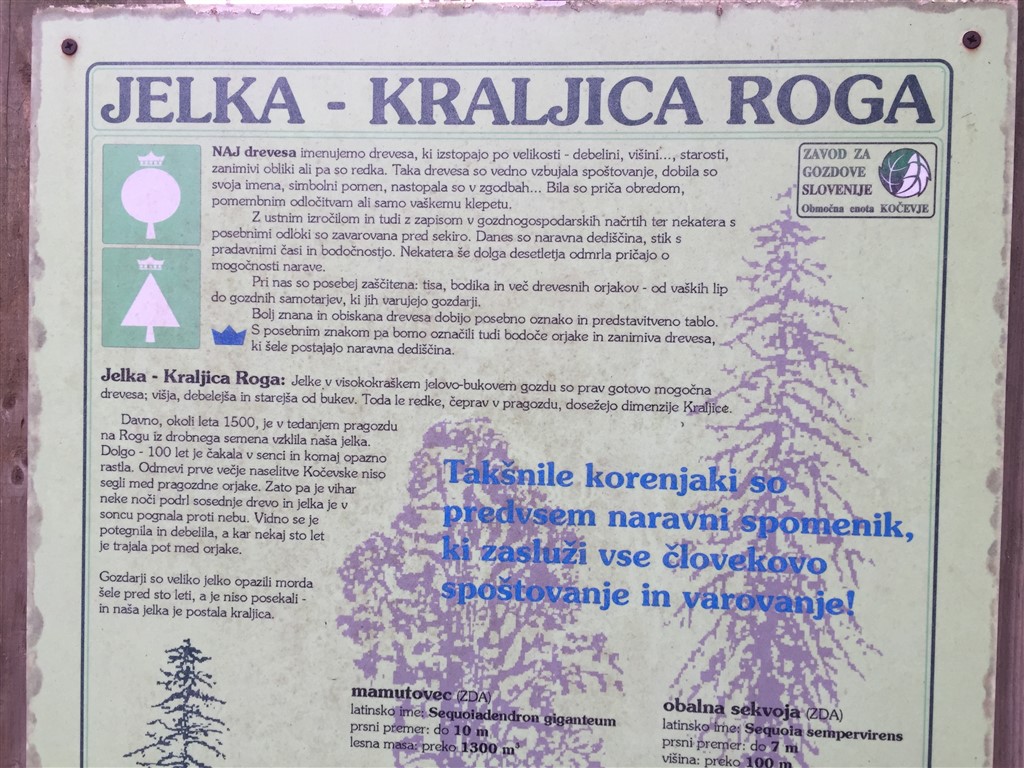 JELKA - KRALJICA ROGA
NAJ drevesa imenujemo drevesa, ki izstopajo po velikosti - debelini, višini..., starosti,
zanimivi obliki ali pa so redka. Taka drevesa so vedno vzbujala spoštovanje, dobila so
svoja imena, simbolni pomen, nastopala so v zgodbah... Bila so priča obredom,
pomembnim odločitvam ali samo vaškemu klepetu.
Z ustnim izročilom in tudi z zapisom v gozdnogospodarskih načrtih ter nekatera s
posebnimi odloki so zavarovana pred sekiro. Danes so naravna dediščina, stik s
pradavnimi časi in bodočnostjo. Nekatera še dolga desetletja odmrla pričajo o
mogočnosti narave.
Pri nas so posebej zaščitena: tisa, bodika in več drevesnih orjakov - od vaških lip
do gozdnih samotarjev, ki jih varujejo gozdarji.
Bolj znana in obiskana drevesa dobijo posebno oznako in predstavitveno tablo.
S posebnim znakom pa bomo označili tudi bodoče orjake in zanimiva drevesa,
ki šele postajajo naravna dediščina.
ZAVOD ZA
GOZDOVE
SLOVENIJE
Območna enota KOČEVJE
Jelka - Kraljica Roga: Jelke v visokokraškem jelovo-bukovem gozdu so prav gotovo mogočna
drevesa; višja, debelejša in starejša od bukev. Toda le redke, čeprav v pragozdu, dosežejo dimenzije Kraljice.
Davno, okoli leta 1500, je v tedanjem pragozdu
na Rogu iz drobnega semena vzklila naša jelka.
Dolgo - 100 let je čakala v senci in komaj opazno
rastla. Odmevi prve večje naselitve Kočevske niso
segli med pragozdne orjake. Zato pa je vihar
neke noči podrl sosednje drevo in jelka je v
soncu pognala proti nebu. Vidno se je
potegnila in debelila, a kar nekaj sto let
je trajala pot med orjake.
Gozdarji so veliko jelko opazili morda
šele pred sto leti, a je niso posekali -
in naša jelka je postala kraljica.
Takšnile korenjaki so
predvsem naravni spomenik,
ki zasluži vse človekovo
spoštovanje in varovanje!
mamutovec (ZDA)
latinsko ime: Sequoiadendron giganteum
prsni premer: do 10 m
lesna masa: preko 1300 m³
obalna sekvoja (ZDA)
latinsko ime: Sequoia sempervirens
prsni premer: do 7 m
višina: preko 100 m